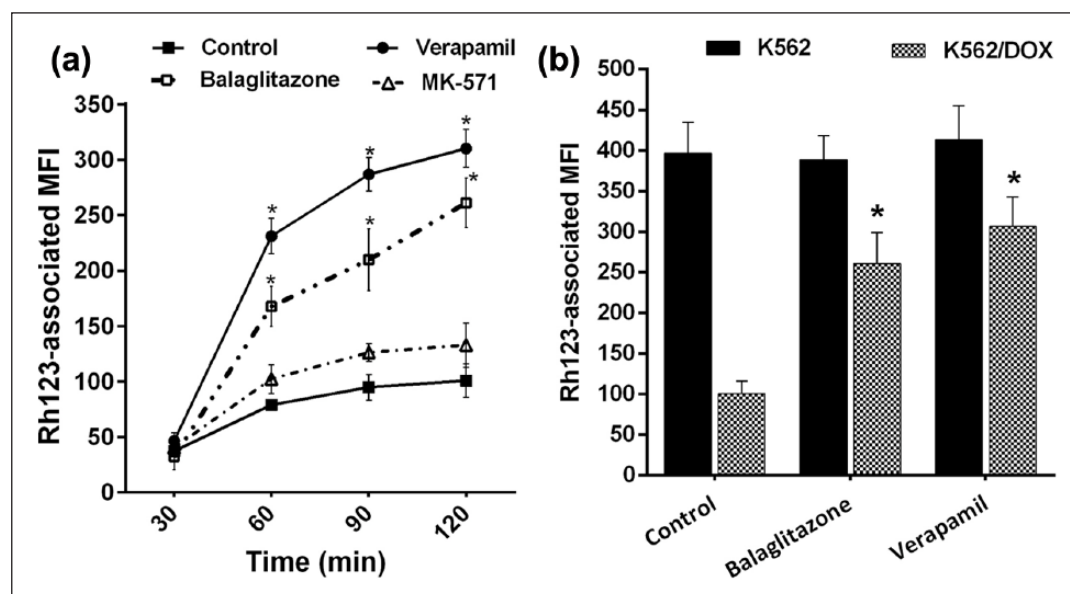 (a)
Control
Verapamil
Balaglitazone
MK-571
Rh123-associated MFI
350
300
250
200
150
100
50
0
*
*
*
*
*
*
30
60
90
120
Time (min)
(b)
K562
K562/DOX
Rh123-associated MFI
500
450
400
350
300
250
200
150
100
50
0
*
*
Control
Balaglitazone
Verapamil